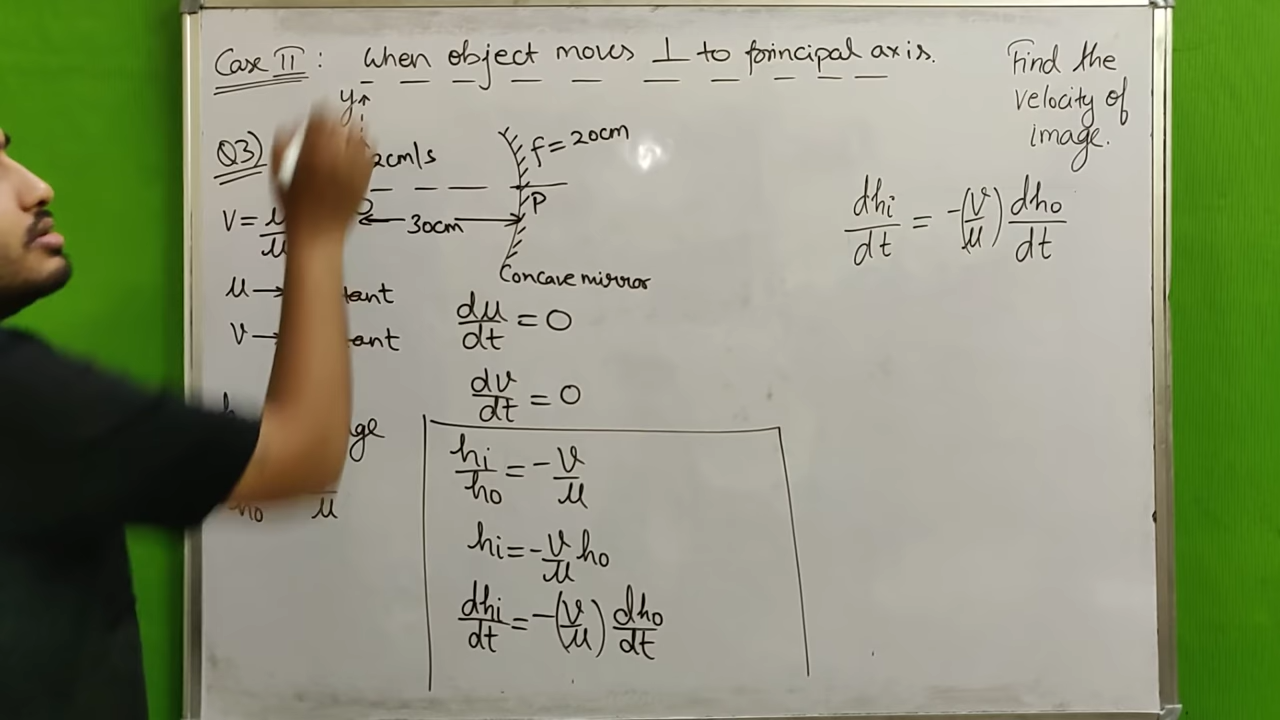 Case II : When object moves ⊥ to principal axis.
Find the
velocity of
image.
y
Q3)
2cm/s
f = 20cm
P
30cm
Concave mirror
v =
u →
v →
du/dt = 0
dv/dt = 0
ho
u
hi/ho = -v/u
hi = -v/u ho
dhi/dt = -(v/u) dho/dt
dhi/dt = -(v/u) dho/dt